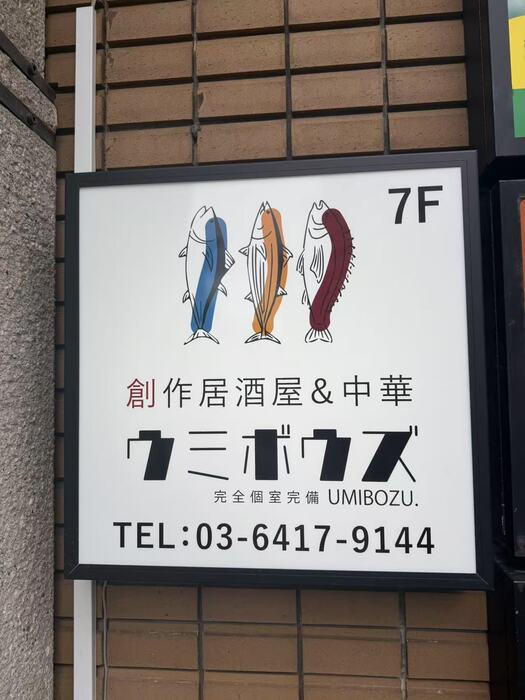 7F
創作居酒屋&中華
ウミボウズ
完全個室完備 UMIBOZU.
TEL:03-6417-9144